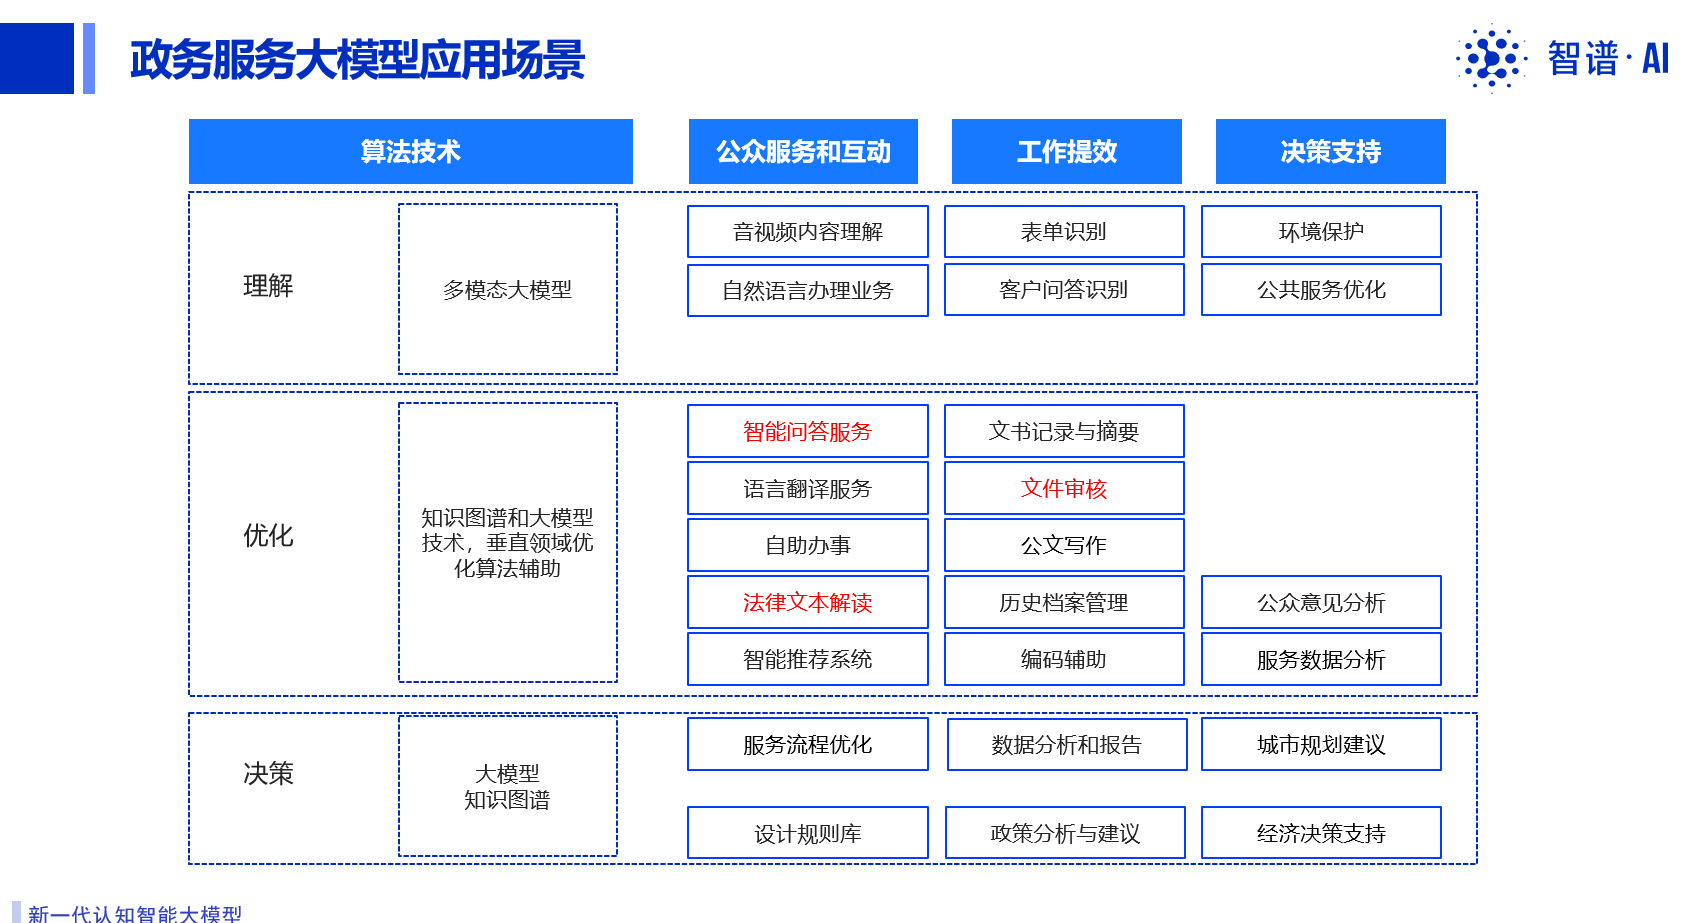 政务服务大模型应用场景
智谱·AI
算法技术
公众服务和互动
工作提效
决策支持
理解
多模态大模型
音视频内容理解
表单识别
环境保护
自然语言办理业务
客户问答识别
公共服务优化
优化
知识图谱和大模型
技术，垂直领域优
化算法辅助
智能问答服务
文书记录与摘要
语言翻译服务
文件审核
自助办事
公文写作
法律文本解读
历史档案管理
公众意见分析
智能推荐系统
编码辅助
服务数据分析
决策
大模型
知识图谱
服务流程优化
数据分析和报告
城市规划建议
设计规则库
政策分析与建议
经济决策支持
新一代认知智能大模型